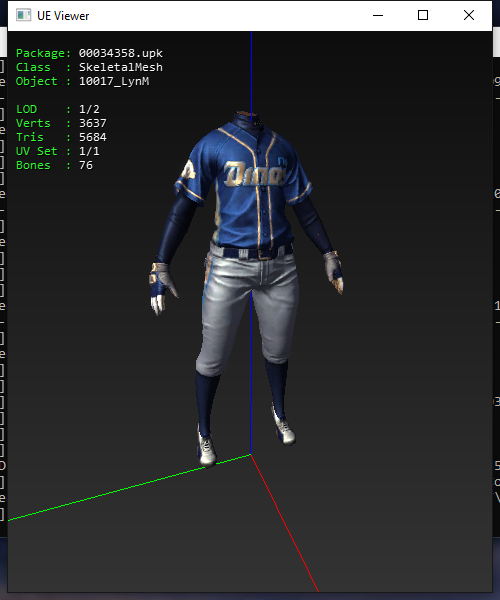 UE Viewer
Package: 00034358.upk
Class  : SkeletalMesh
Object : 10017_LynM
LOD    : 1/2
Verts  : 3637
Tris   : 5684
UV Set : 1/1
Bones  : 76
Dinos